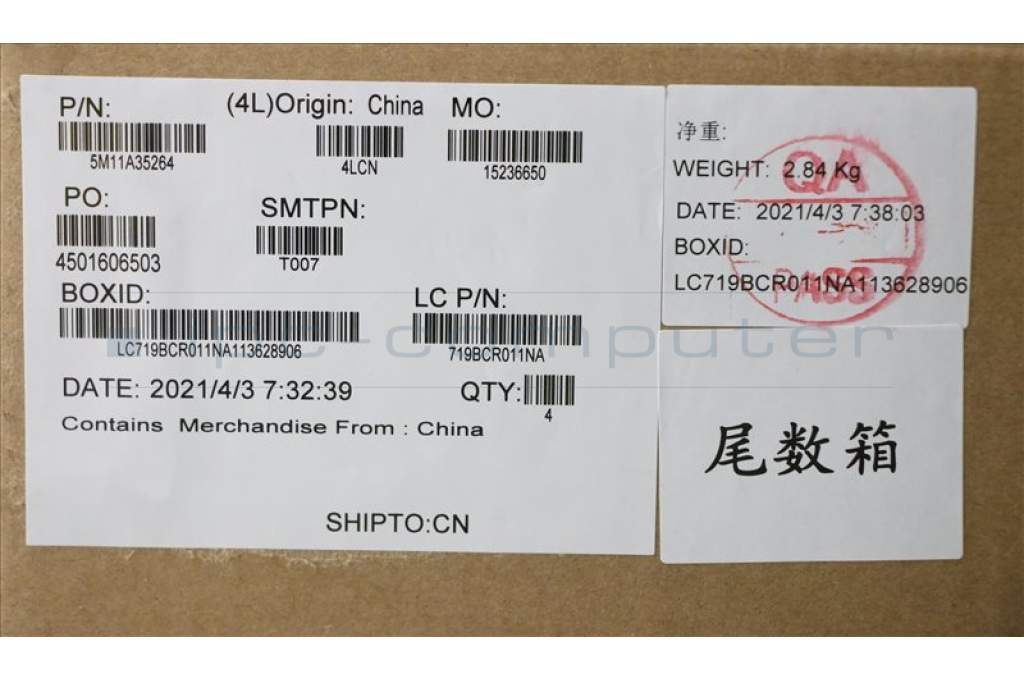 P/N:
5M11A35264
(4L)Origin: China
4LCN
MO:
15236650
PO:
4501606503
SMTPN:
T007
BOXID:
LC719BCR011NA113628906
LC P/N:
719BCR011NA
DATE: 2021/4/3 7:32:39
QTY:
4
Contains Merchandise From : China
SHIPTO:CN
净重:
WEIGHT: 2.84 Kg
DATE: 2021/4/3 7:38:03
BOXID:
LC719BCR011NA113628906
QA
PASS
尾数箱
computer